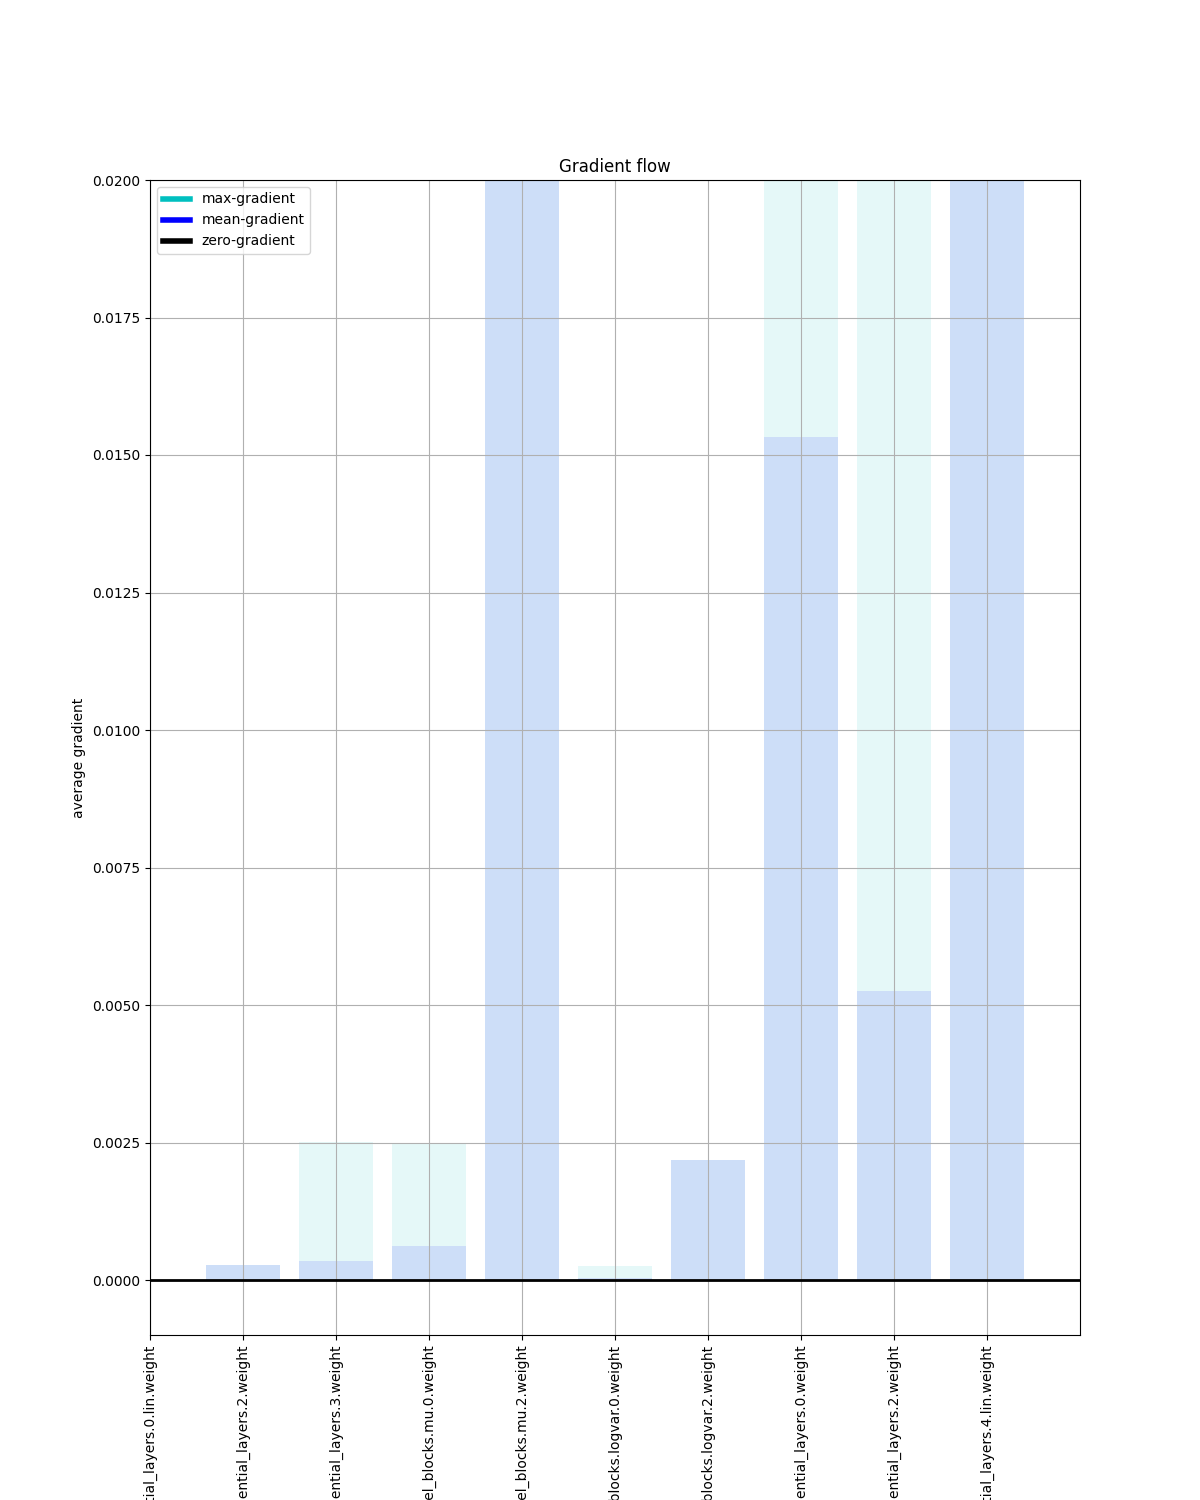 Gradient flow
max-gradient
mean-gradient
zero-gradient
0.0200
0.0175
0.0150
0.0125
0.0100
0.0075
0.0050
0.0025
0.0000
average gradient
tial_layers.0.lin.weight
ential_layers.2.weight
ential_layers.3.weight
el_blocks.mu.0.weight
el_blocks.mu.2.weight
blocks.logvar.0.weight
blocks.logvar.2.weight
ential_layers.0.weight
ential_layers.2.weight
tial_layers.4.lin.weight